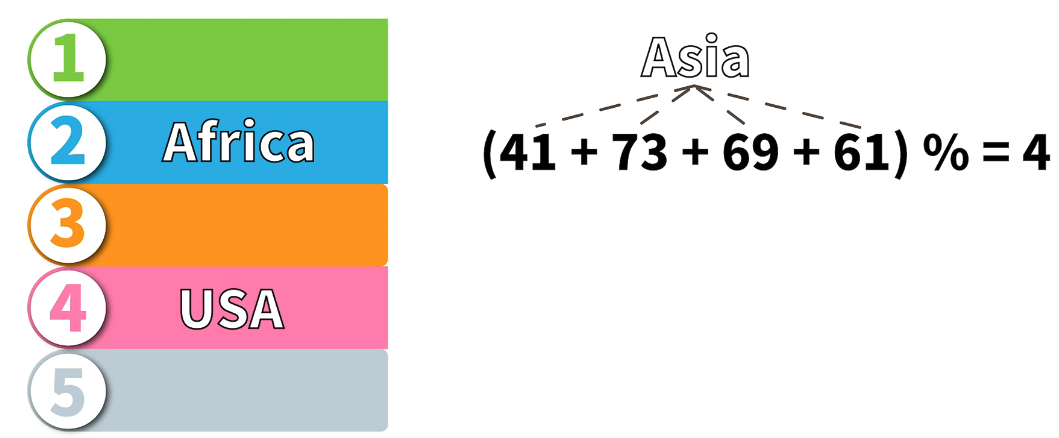 1
2 Africa
3
4 USA
5
Asia
(41 + 73 + 69 + 61) % = 4